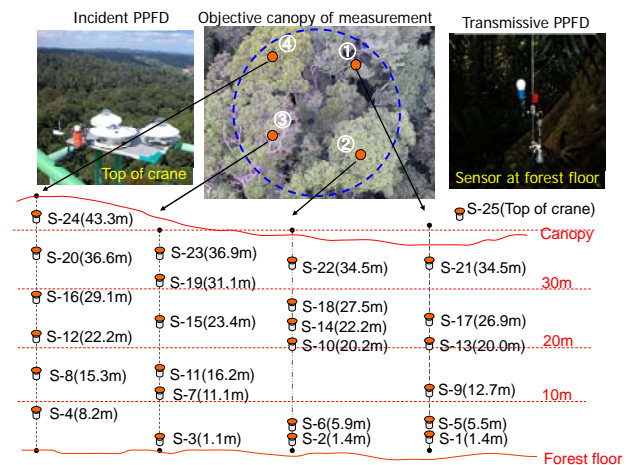 Incident PPFD
Objective canopy of measurement
Transmissive PPFD
④
①
③
②
Top of crane
Sensor at forest floor
S-25(Top of crane)
Canopy
S-24(43.3m)
S-20(36.6m)
S-16(29.1m)
S-12(22.2m)
S-8(15.3m)
S-4(8.2m)
S-23(36.9m)
S-19(31.1m)
S-15(23.4m)
S-11(16.2m)
S-7(11.1m)
S-3(1.1m)
S-22(34.5m)
S-18(27.5m)
S-14(22.2m)
S-10(20.2m)
S-6(5.9m)
S-2(1.4m)
S-21(34.5m)
S-17(26.9m)
S-13(20.0m)
S-9(12.7m)
S-5(5.5m)
S-1(1.4m)
30m
20m
10m
Forest floor